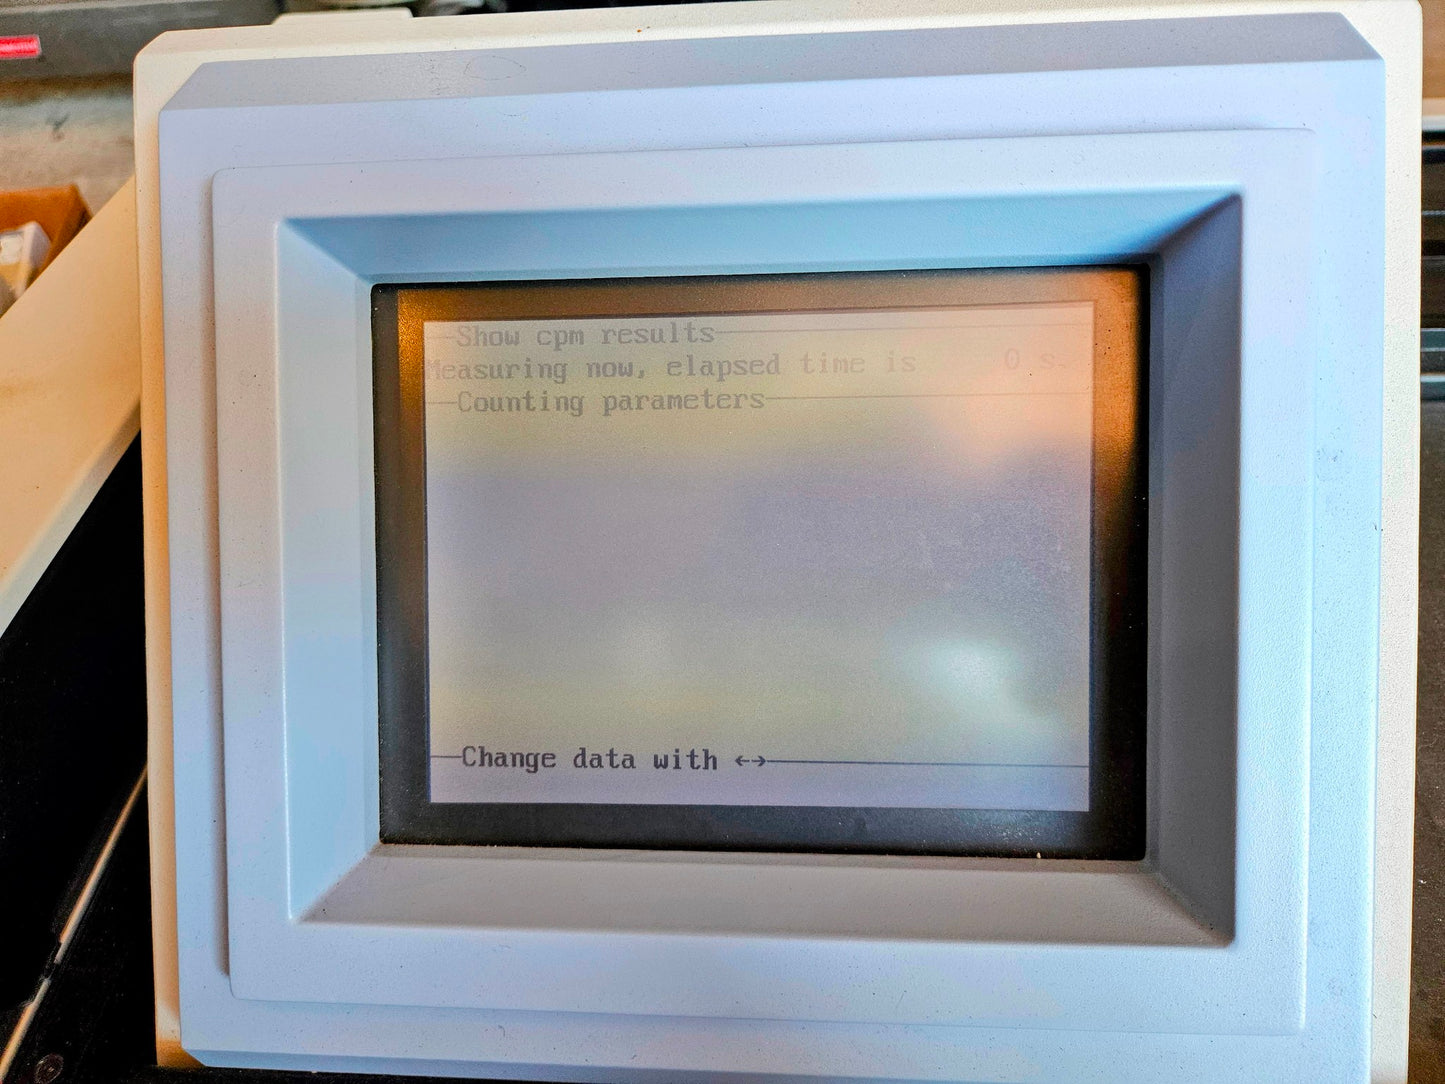 Show cpm results
Measuring now, elapsed time is 0 s.
Counting parameters
Change data with ←→